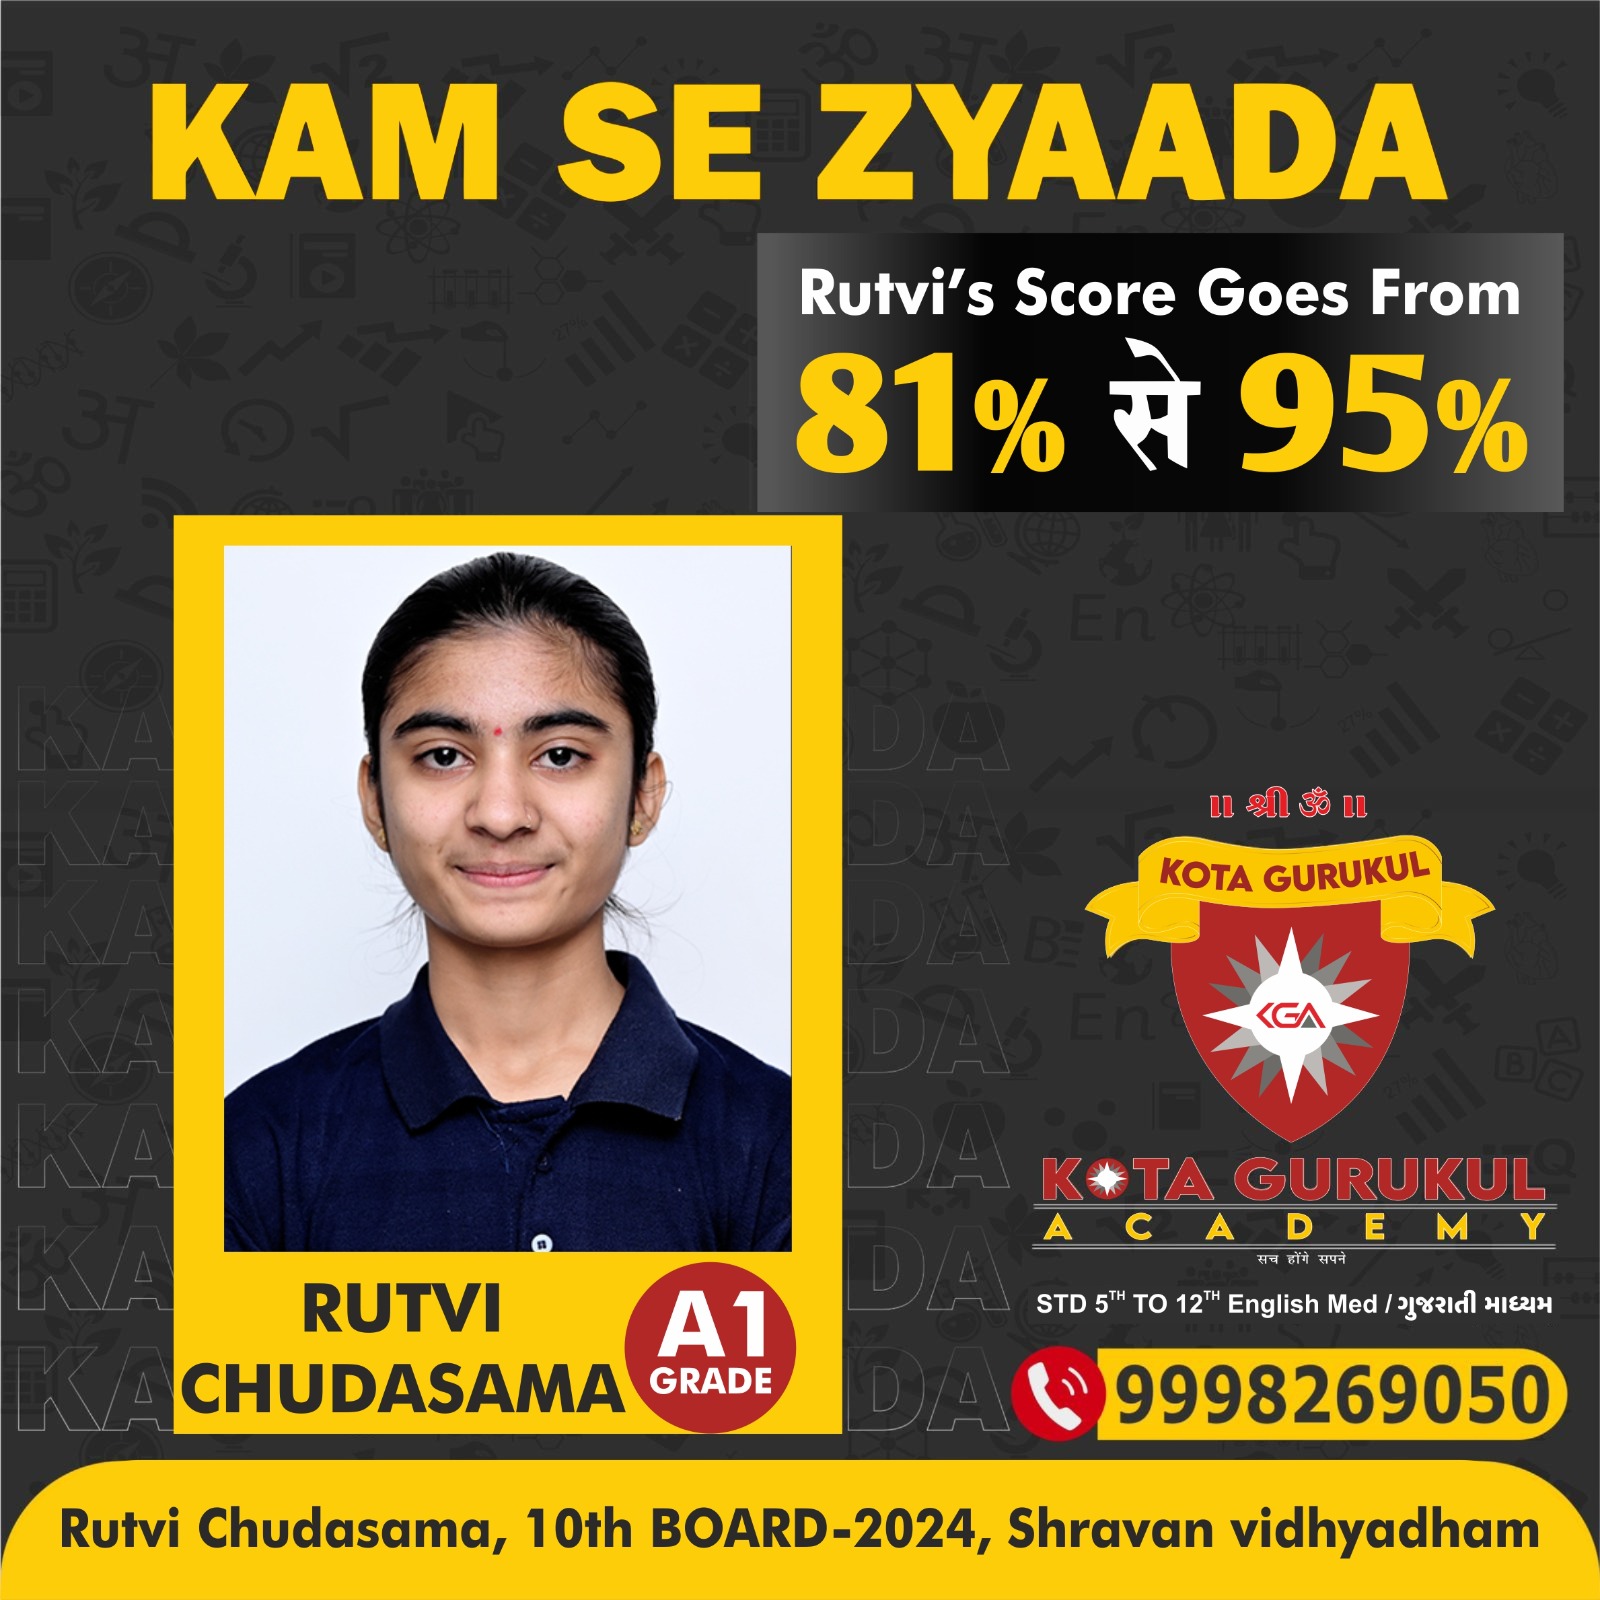 KAM SE ZYAADA
Rutvi's Score Goes From
81% से 95%
॥ श्री ॐ ॥
KOTA GURUKUL
KGA
KOTA GURUKUL
ACADEMY
सच होंगे सपने
STD 5TH TO 12TH English Med / ગુજરાતી માધ્યમ
9998269050
RUTVI
CHUDASAMA
A1
GRADE
Rutvi Chudasama, 10th BOARD-2024, Shravan vidhyadham